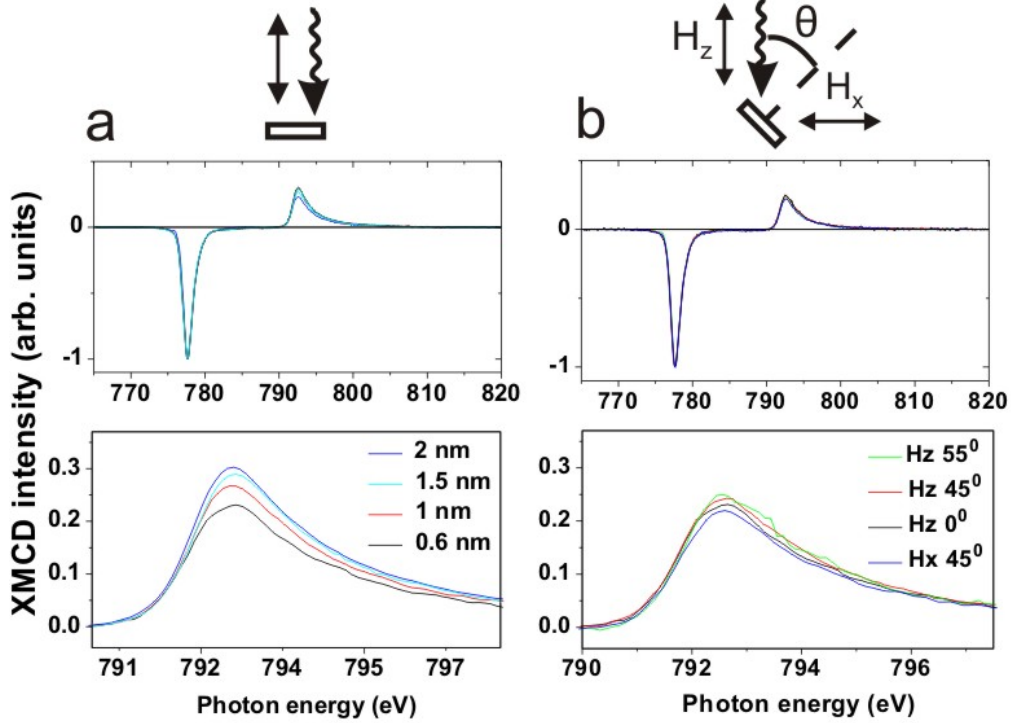 a
H_z θ H_x
b
XMCD intensity (arb. units)
0
-1
770 780 790 800 810 820
0
-1
770 780 790 800 810 820
0.3
0.2
0.1
0.0
2 nm
1.5 nm
1 nm
0.6 nm
791 792 794 795 797
Photon energy (eV)
0.3
0.2
0.1
0.0
Hz 55⁰
Hz 45⁰
Hz 0⁰
Hx 45⁰
790 792 794 796
Photon energy (eV)